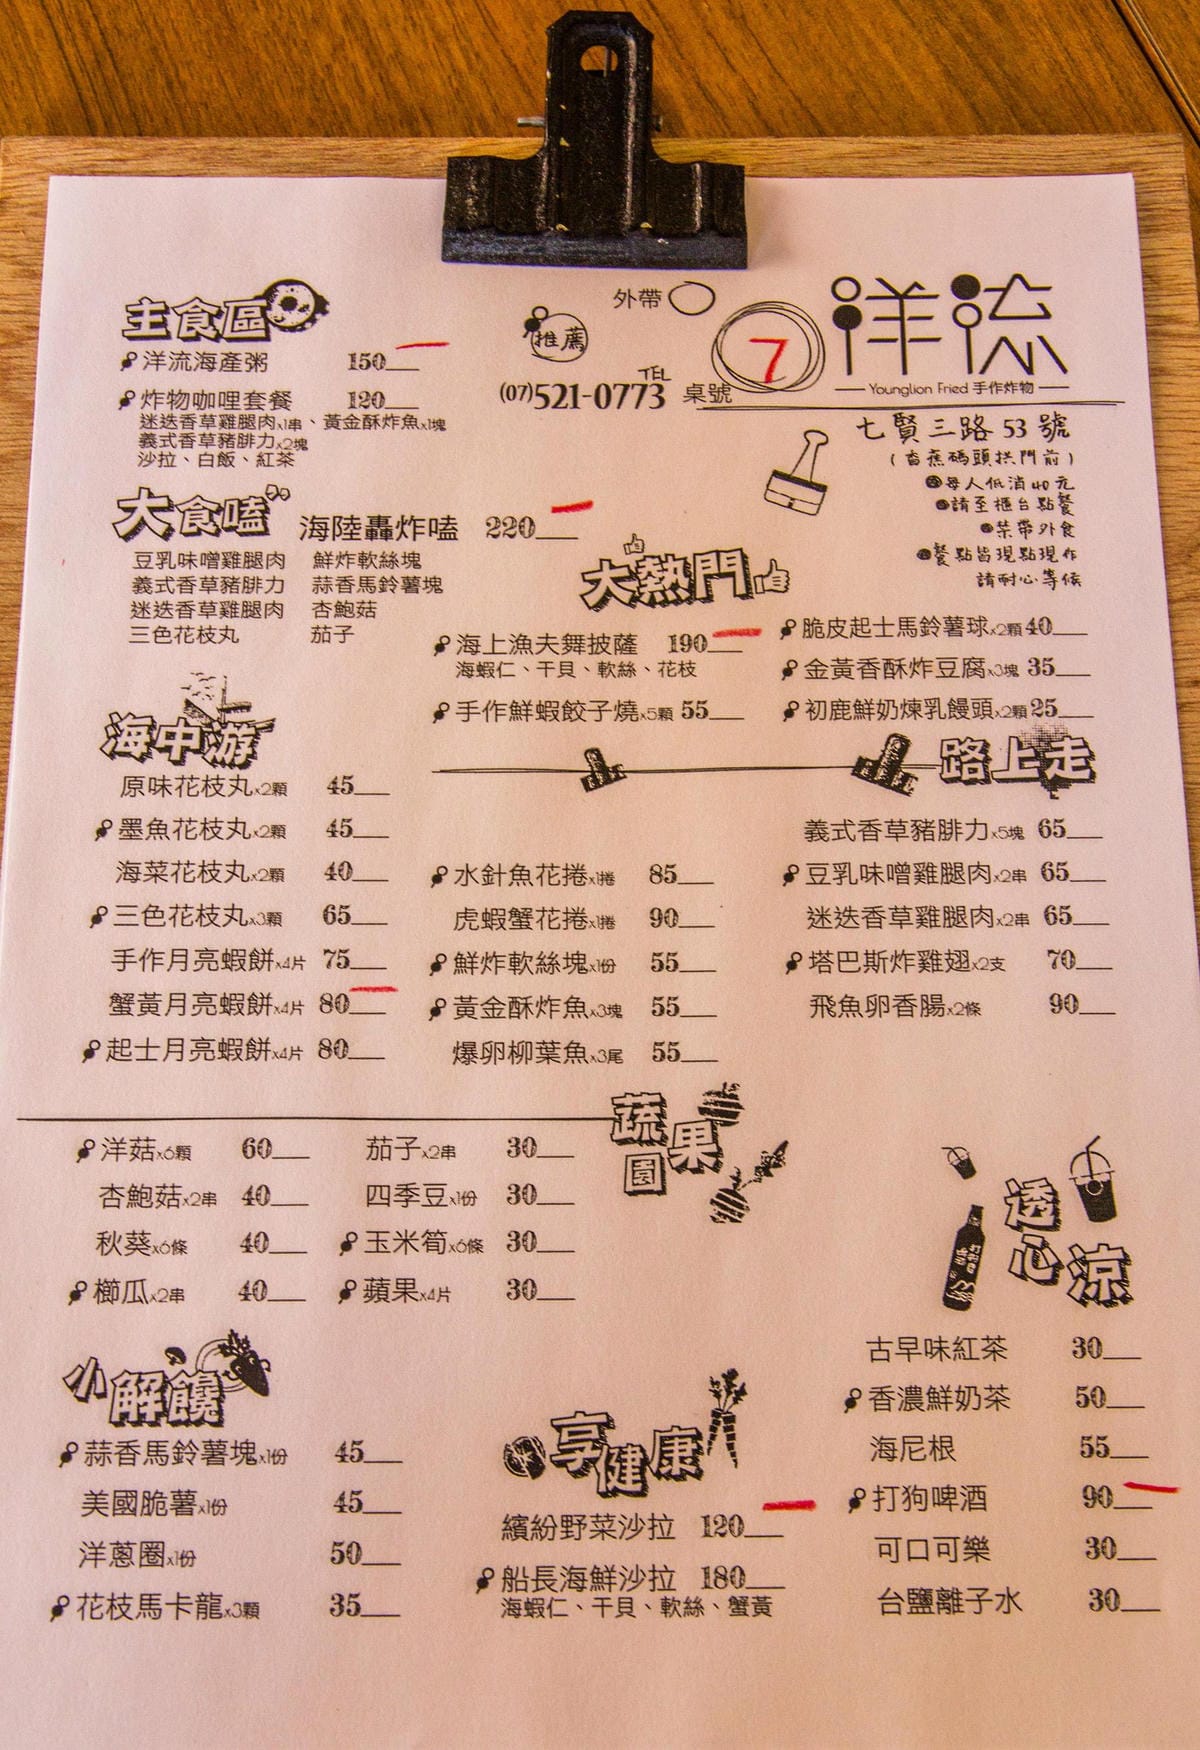 外帶
推薦
TEL
(07)521-0773 桌號
7
洋流
Younglion Fried 手作炸物
七賢三路 53 號
(香蕉碼頭拱門前)
每人低消40元
請至櫃台點餐
禁帶外食
餐點皆現點現作
請耐心等候
主食區
洋流海產粥 150
炸物咖哩套餐 120
迷迭香草雞腿肉x1串、黃金酥炸魚x1塊
義式香草豬腓力x2塊
沙拉、白飯、紅茶
大食嗑
海陸轟炸嗑 220
豆乳味噌雞腿肉 鮮炸軟絲塊
義式香草豬腓力 蒜香馬鈴薯塊
迷迭香草雞腿肉 杏鮑菇
三色花枝丸 茄子
大熱門
海上漁夫舞披薩 190
海蝦仁、干貝、軟絲、花枝
手作鮮蝦餃子燒x5顆 55
脆皮起士馬鈴薯球x2顆 40
金黃香酥炸豆腐x3塊 35
初鹿鮮奶煉乳饅頭x2顆 25
海中游
原味花枝丸x2顆 45
墨魚花枝丸x2顆 45
海菜花枝丸x2顆 40
三色花枝丸x3顆 65
手作月亮蝦餅x4片 75
蟹黃月亮蝦餅x4片 80
起士月亮蝦餅x4片 80
水針魚花捲x1捲 85
虎蝦蟹花捲x1捲 90
鮮炸軟絲塊x1份 55
黃金酥炸魚x3塊 55
爆卵柳葉魚x3尾 55
路上走
義式香草豬腓力x5塊 65
豆乳味噌雞腿肉x2串 65
迷迭香草雞腿肉x2串 65
塔巴斯炸雞翅x2支 70
飛魚卵香腸x2條 90
蔬果園
洋菇x6顆 60
杏鮑菇x2串 40
秋葵x6條 40
櫛瓜x2串 40
茄子x2串 30
四季豆x1份 30
玉米筍x6條 30
蘋果x4片 30
小解饞
蒜香馬鈴薯塊x1份 45
美國脆薯x1份 45
洋蔥圈x1份 50
花枝馬卡龍x3顆 35
享健康
繽紛野菜沙拉 120
船長海鮮沙拉 180
海蝦仁、干貝、軟絲、蟹黃
透心涼
古早味紅茶 30
香濃鮮奶茶 50
海尼根 55
打狗啤酒 90
可口可樂 30
台鹽離子水 30